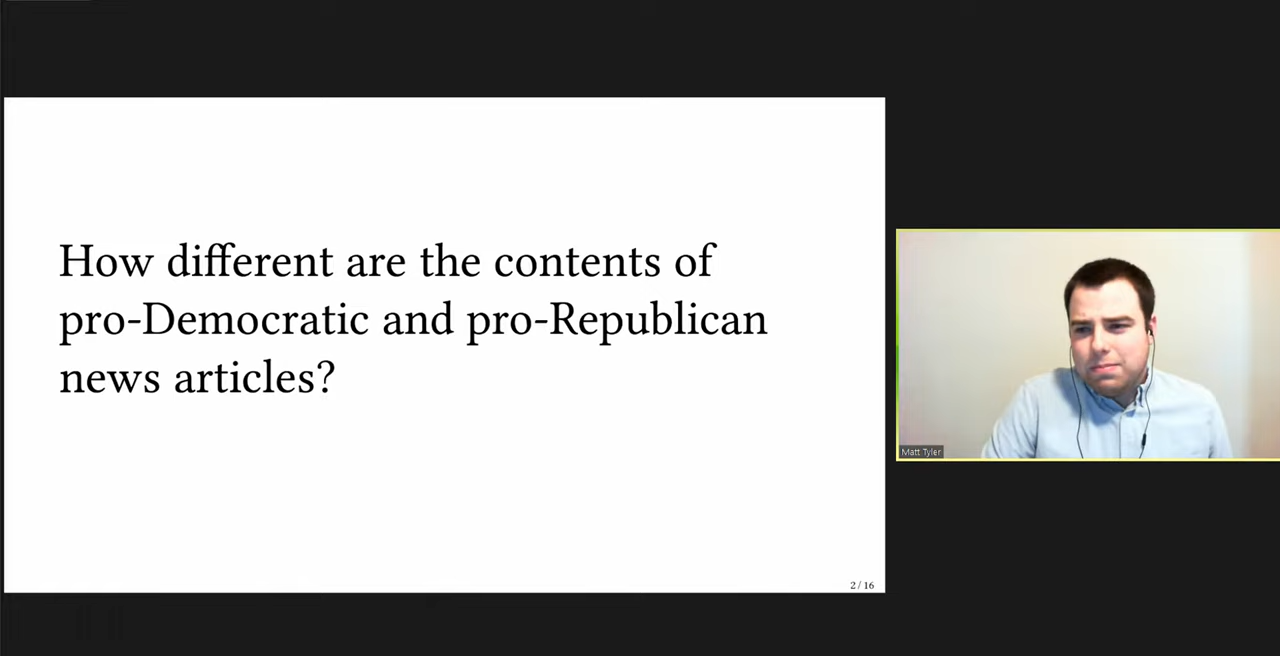 How different are the contents of
pro-Democratic and pro-Republican
news articles?
2 / 16
Matt Tyler